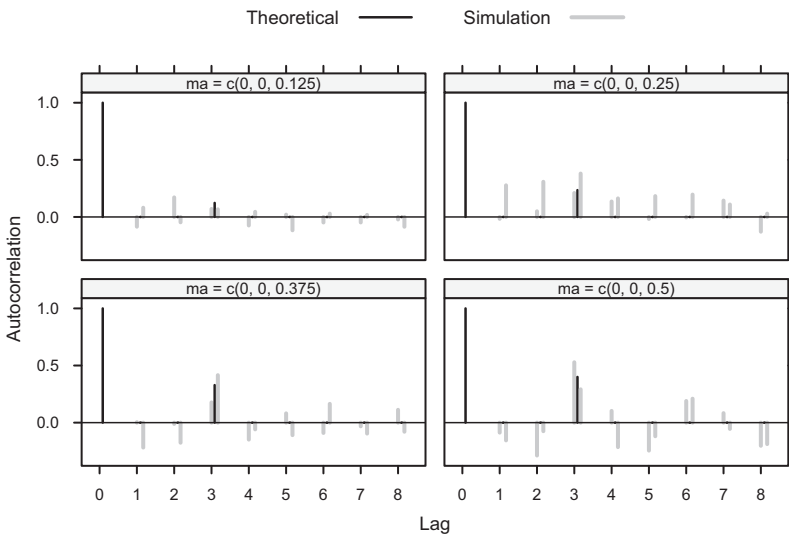 Theoretical Simulation
ma = c(0, 0, 0.125) ma = c(0, 0, 0.25)
1.0
0.5
0.0
ma = c(0, 0, 0.375) ma = c(0, 0, 0.5)
1.0
0.5
0.0
Autocorrelation
0 1 2 3 4 5 6 7 8 0 1 2 3 4 5 6 7 8
Lag